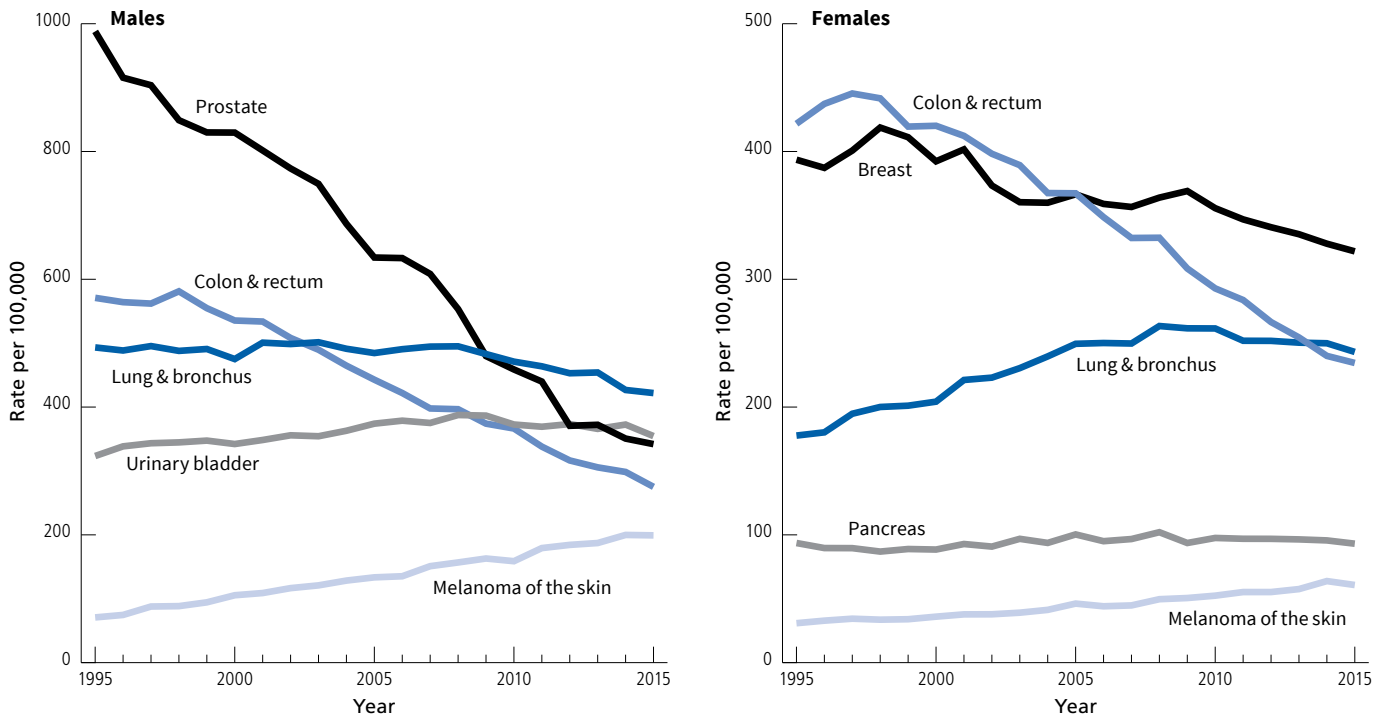 Males
Rate per 100,000
1000
800
600
400
200
0
Prostate
Colon & rectum
Lung & bronchus
Urinary bladder
Melanoma of the skin
1995
2000
2005
2010
2015
Year
Females
Rate per 100,000
500
400
300
200
100
0
Colon & rectum
Breast
Lung & bronchus
Pancreas
Melanoma of the skin
1995
2000
2005
2010
2015
Year